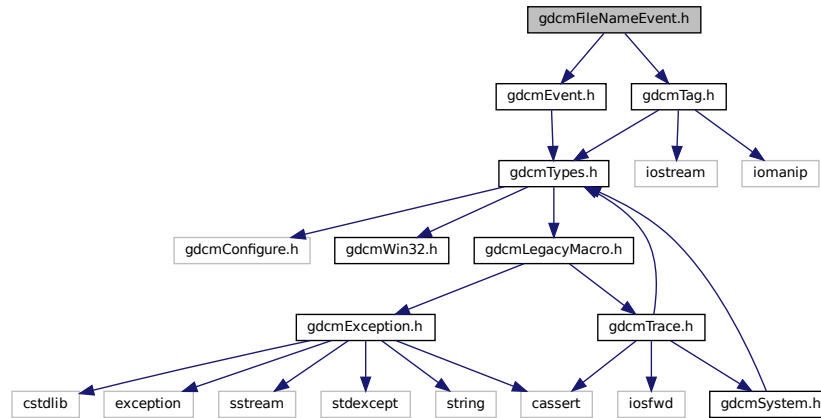 gdcmFileNameEvent.h
gdcmEvent.h
gdcmTag.h
gdcmTypes.h
iostream
iomanip
gdcmConfigure.h
gdcmWin32.h
gdcmLegacyMacro.h
gdcmException.h
gdcmTrace.h
cstdlib
exception
sstream
stdexcept
string
cassert
iosfwd
gdcmSystem.h